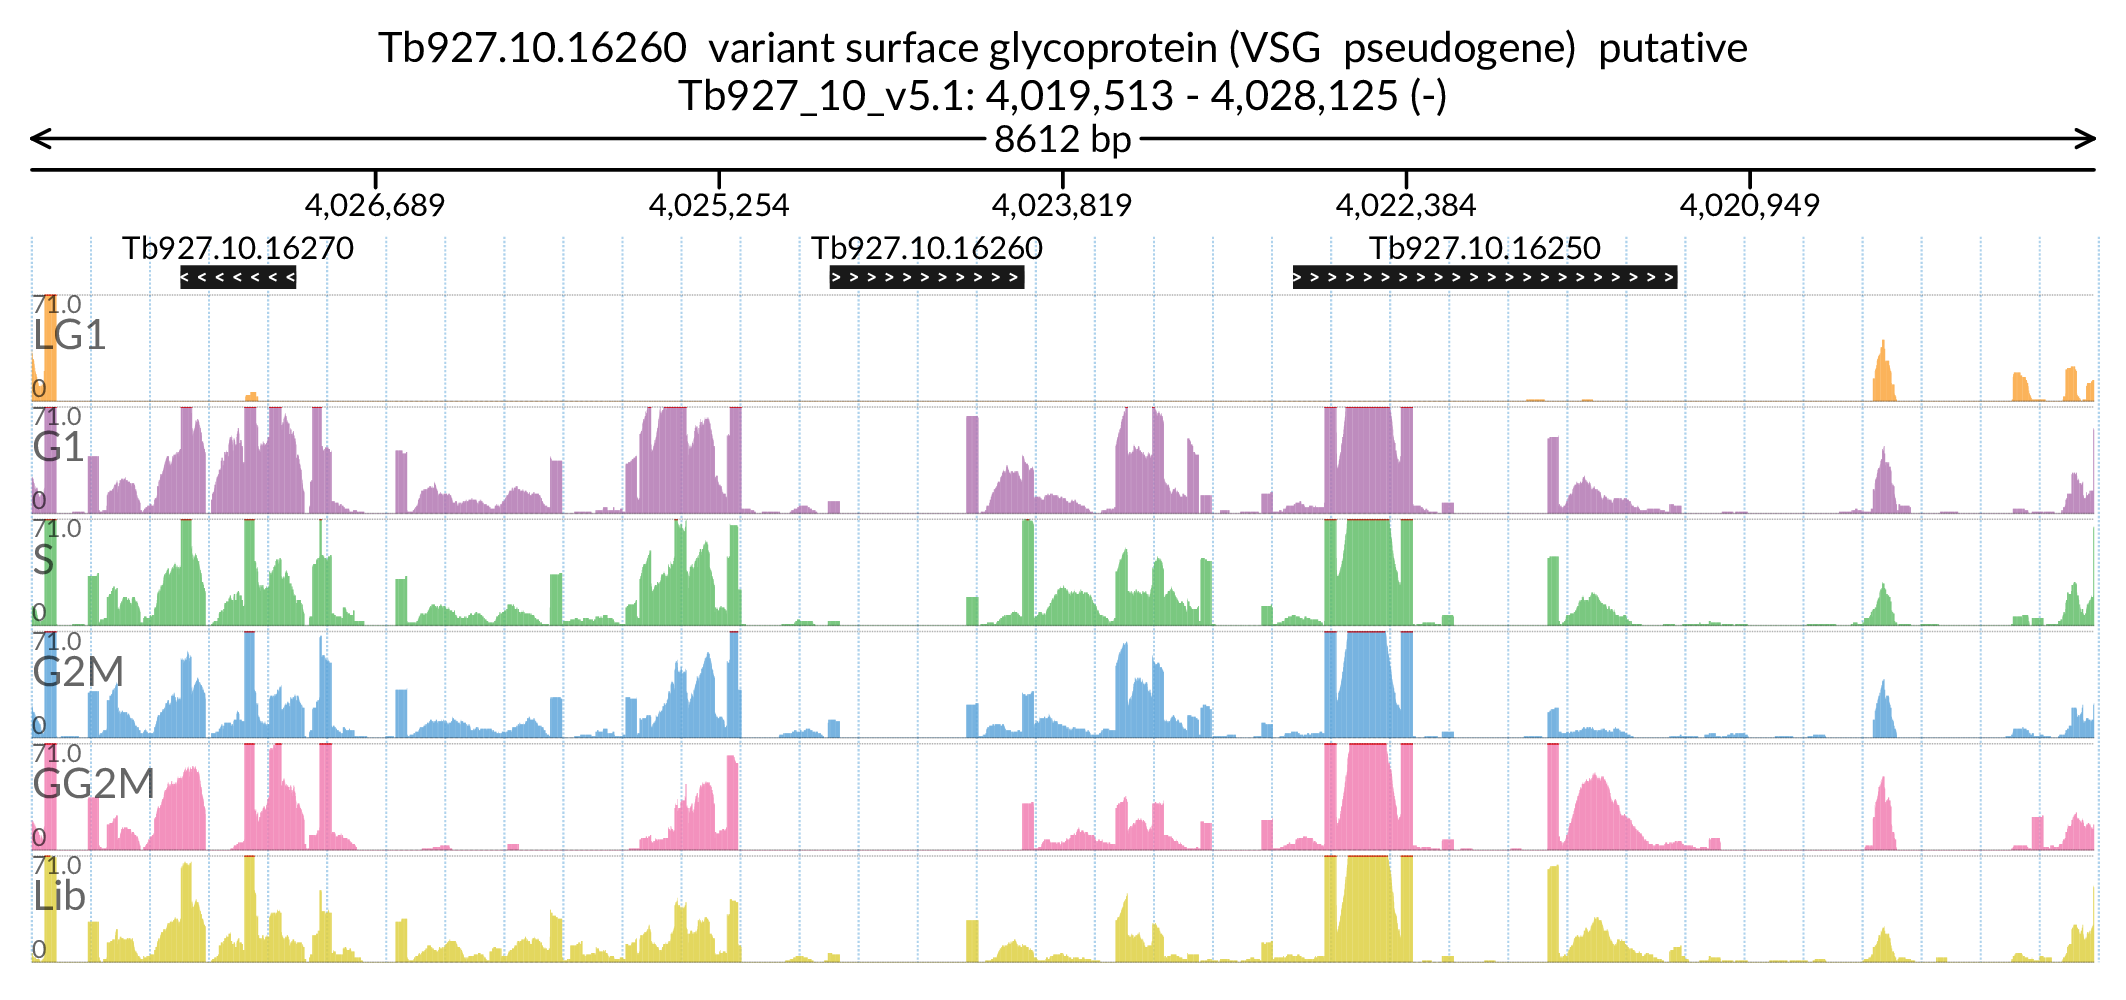 Tb927.10.16260 variant surface glycoprotein (VSG pseudogene) putative
Tb927_10_v5.1: 4,019,513 - 4,028,125 (-)
8612 bp
4,026,689 4,025,254 4,023,819 4,022,384 4,020,949
Tb927.10.16270 Tb927.10.16260 Tb927.10.16250
71.0
LG1
0
71.0
G1
0
71.0
S
0
71.0
G2M
0
71.0
GG2M
0
71.0
Lib
0